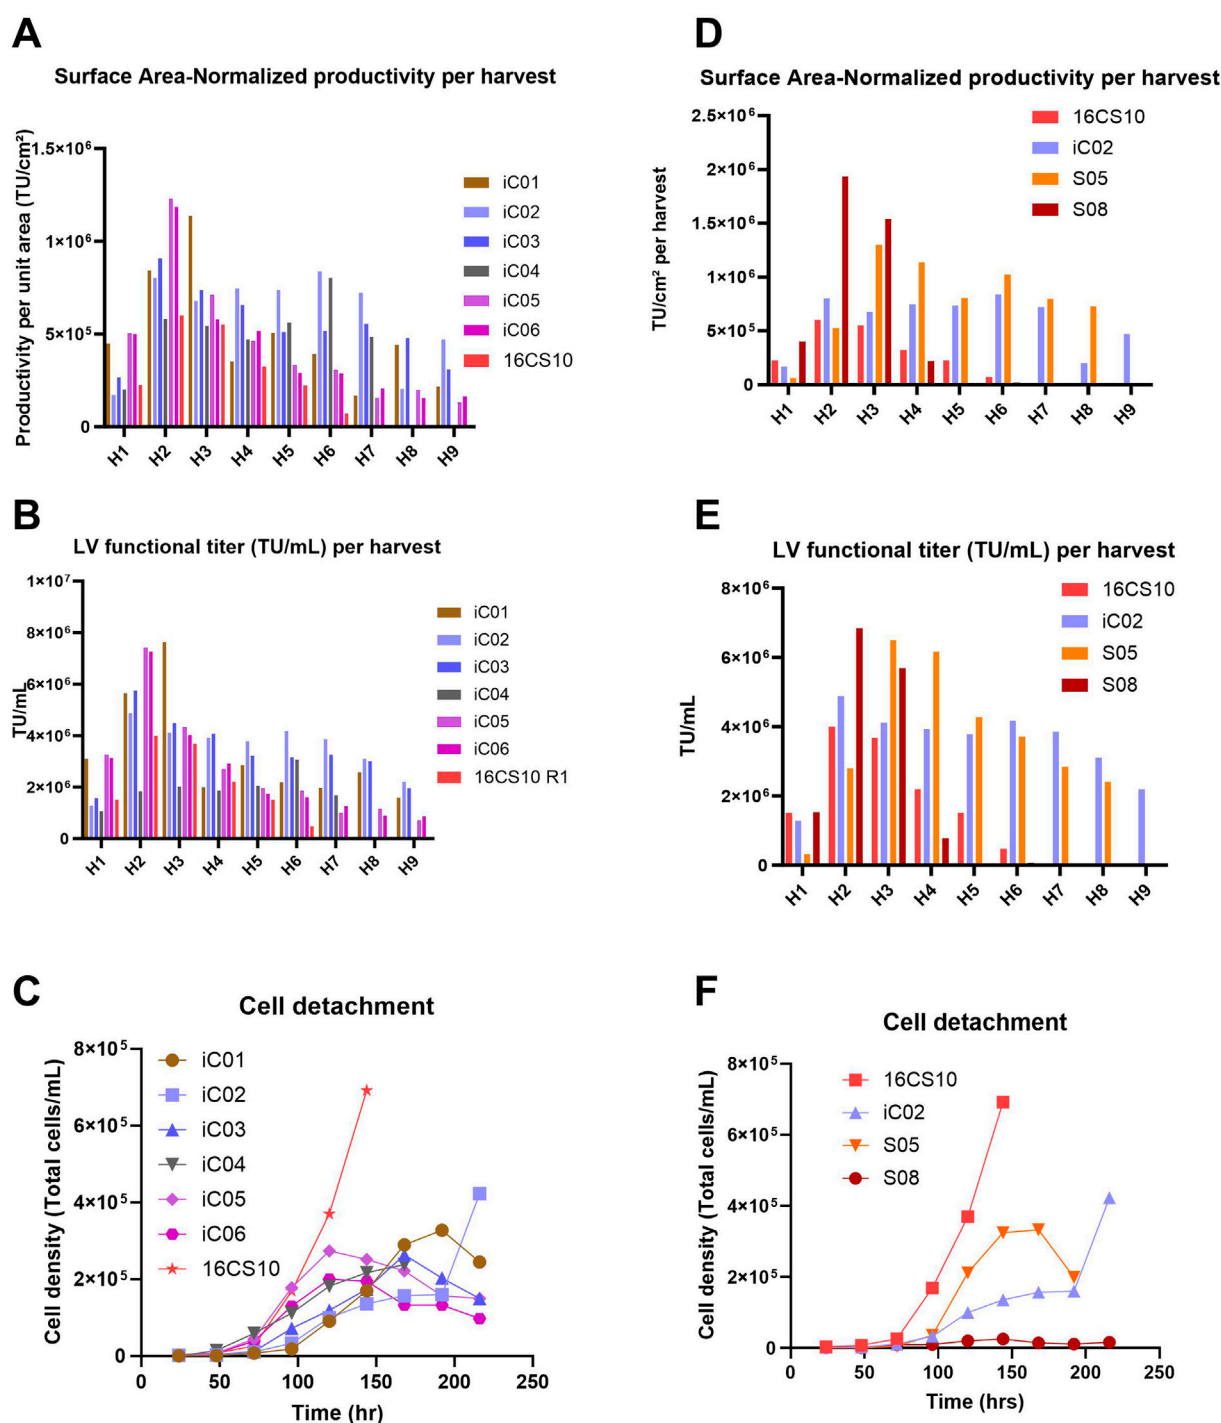 A
Surface Area-Normalized productivity per harvest
Productivity per unit area (TU/cm²)
1.5×10⁶
1×10⁶
5×10⁵
0
H1 H2 H3 H4 H5 H6 H7 H8 H9
iC01
iC02
iC03
iC04
iC05
iC06
16CS10
B
LV functional titer (TU/mL) per harvest
TU/mL
1×10⁷
8×10⁶
6×10⁶
4×10⁶
2×10⁶
0
H1 H2 H3 H4 H5 H6 H7 H8 H9
iC01
iC02
iC03
iC04
iC05
iC06
16CS10 R1
C
Cell detachment
Cell density (Total cells/mL)
8×10⁵
6×10⁵
4×10⁵
2×10⁵
0
0 50 100 150 200 250
Time (hr)
iC01
iC02
iC03
iC04
iC05
iC06
16CS10
D
Surface Area-Normalized productivity per harvest
TU/cm² per harvest
2.5×10⁶
2×10⁶
1.5×10⁶
1×10⁶
5×10⁵
0
H1 H2 H3 H4 H5 H6 H7 H8 H9
16CS10
iC02
S05
S08
E
LV functional titer (TU/mL) per harvest
TU/mL
8×10⁶
6×10⁶
4×10⁶
2×10⁶
0
H1 H2 H3 H4 H5 H6 H7 H8 H9
16CS10
iC02
S05
S08
F
Cell detachment
Cell density (Total cells/mL)
8×10⁵
6×10⁵
4×10⁵
2×10⁵
0
0 50 100 150 200 250
Time (hrs)
16CS10
iC02
S05
S08